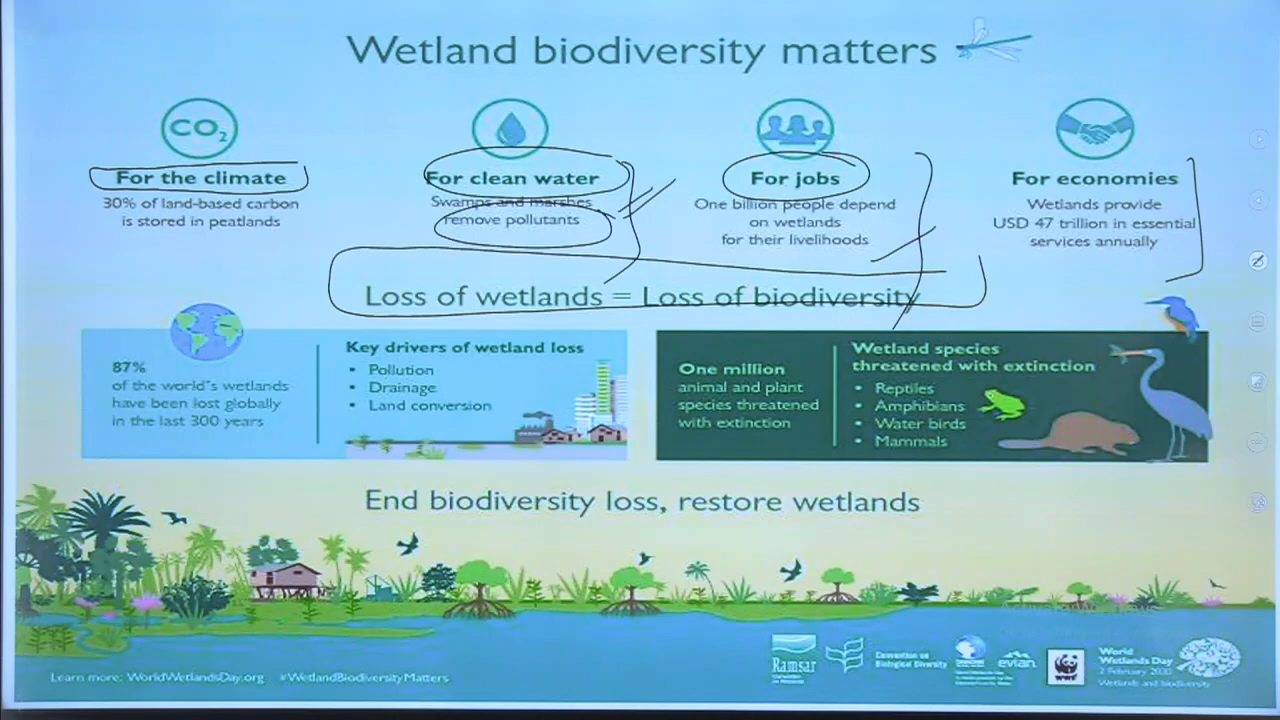 Wetland biodiversity matters
CO₂
For the climate
30% of land-based carbon
is stored in peatlands
For clean water
Swamps and marshes
remove pollutants
For jobs
One billion people depend
on wetlands
for their livelihoods
For economies
Wetlands provide
USD 47 trillion in essential
services annually
Loss of wetlands = Loss of biodiversity
87%
of the world's wetlands
have been lost globally
in the last 300 years
Key drivers of wetland loss
• Pollution
• Drainage
• Land conversion
One million
animal and plant
species threatened
with extinction
Wetland species
threatened with extinction
• Reptiles
• Amphibians
• Water birds
• Mammals
End biodiversity loss, restore wetlands
Learn more: WorldWetlandsDay.org #WetlandBiodiversityMatters
Ramsar
Convention on
Biological Diversity
evian
WWF
World
Wetlands Day
2 February 2020
Wetlands and biodiversity